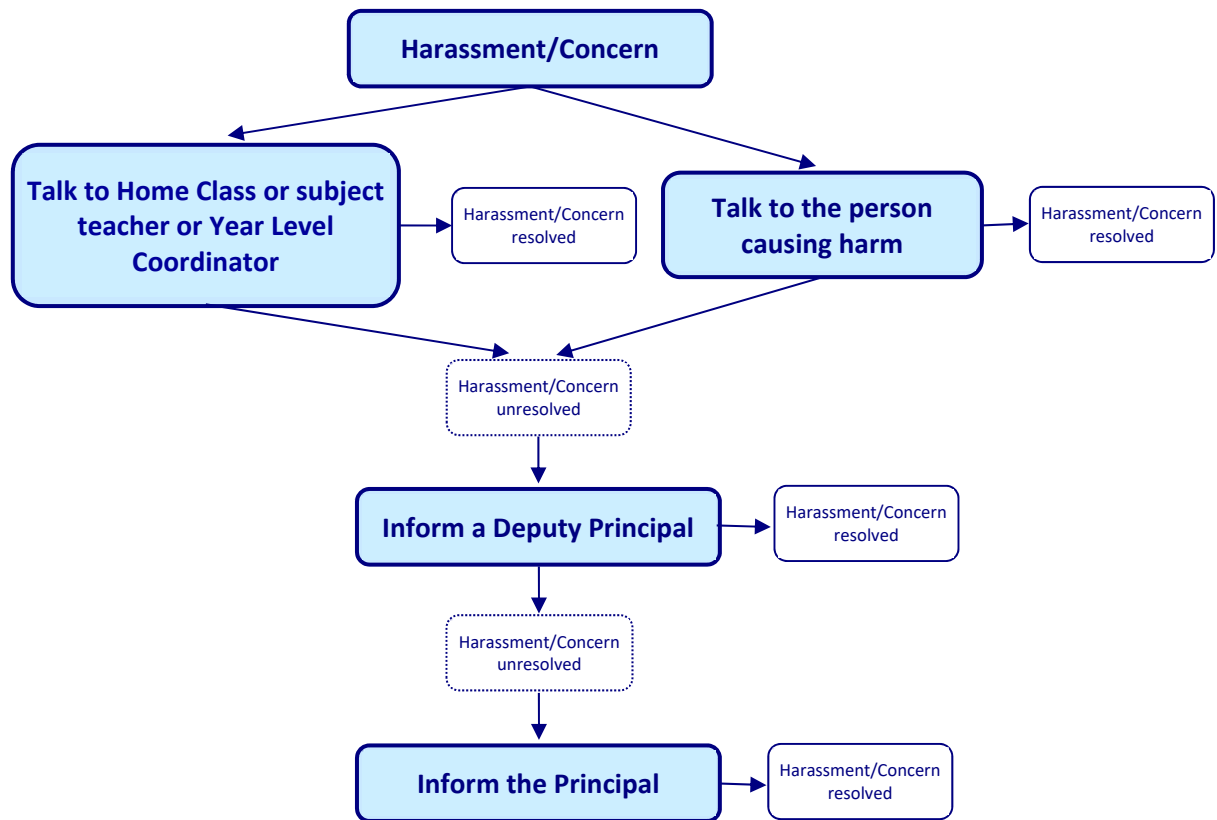 Harassment/Concern
Talk to Home Class or subject
teacher or Year Level
Coordinator
Harassment/Concern
resolved
Talk to the person
causing harm
Harassment/Concern
resolved
Harassment/Concern
unresolved
Inform a Deputy Principal
Harassment/Concern
resolved
Harassment/Concern
unresolved
Inform the Principal
Harassment/Concern
resolved